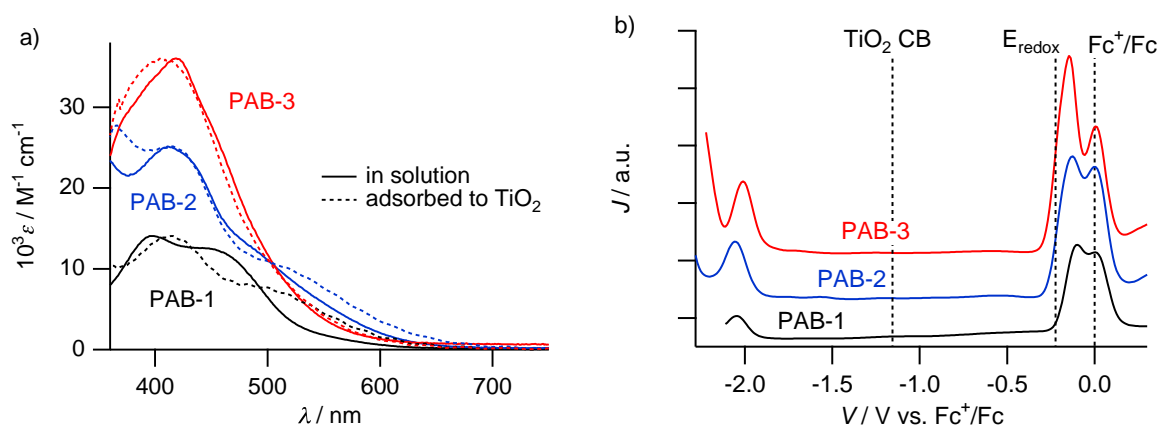 a)
10³ε / M⁻¹ cm⁻¹
30
20
10
0
PAB-3
PAB-2
PAB-1
in solution
adsorbed to TiO₂
400
500
600
700
λ / nm
b)
TiO₂ CB
E_redox
Fc⁺/Fc
J / a.u.
PAB-3
PAB-2
PAB-1
-2.0
-1.5
-1.0
-0.5
0.0
V / V vs. Fc⁺/Fc